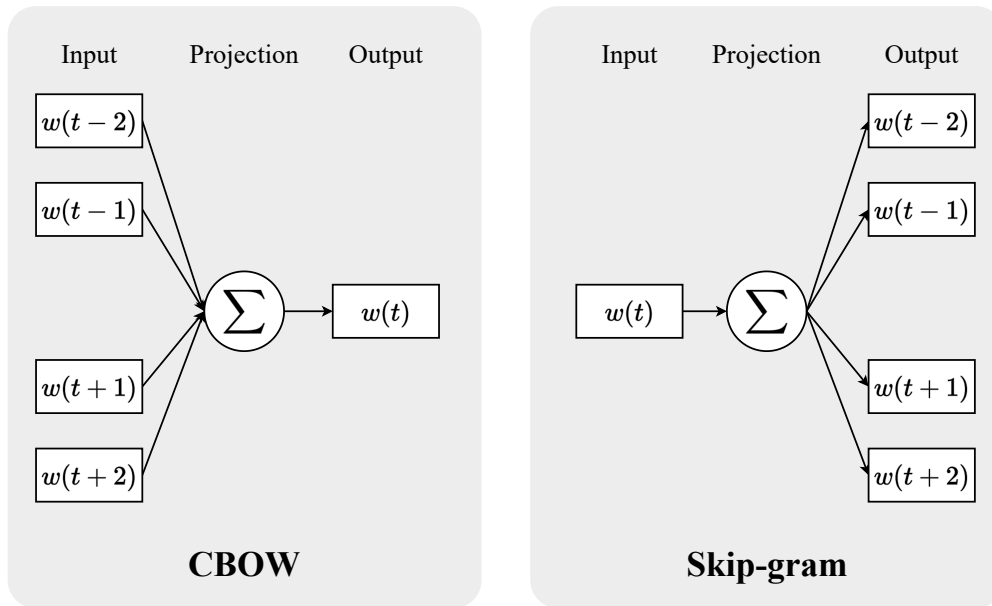 Input Projection Output
w(t − 2)
w(t − 1)
∑ w(t)
w(t + 1)
w(t + 2)
CBOW
Input Projection Output
w(t − 2)
w(t − 1)
w(t) ∑
w(t + 1)
w(t + 2)
Skip-gram